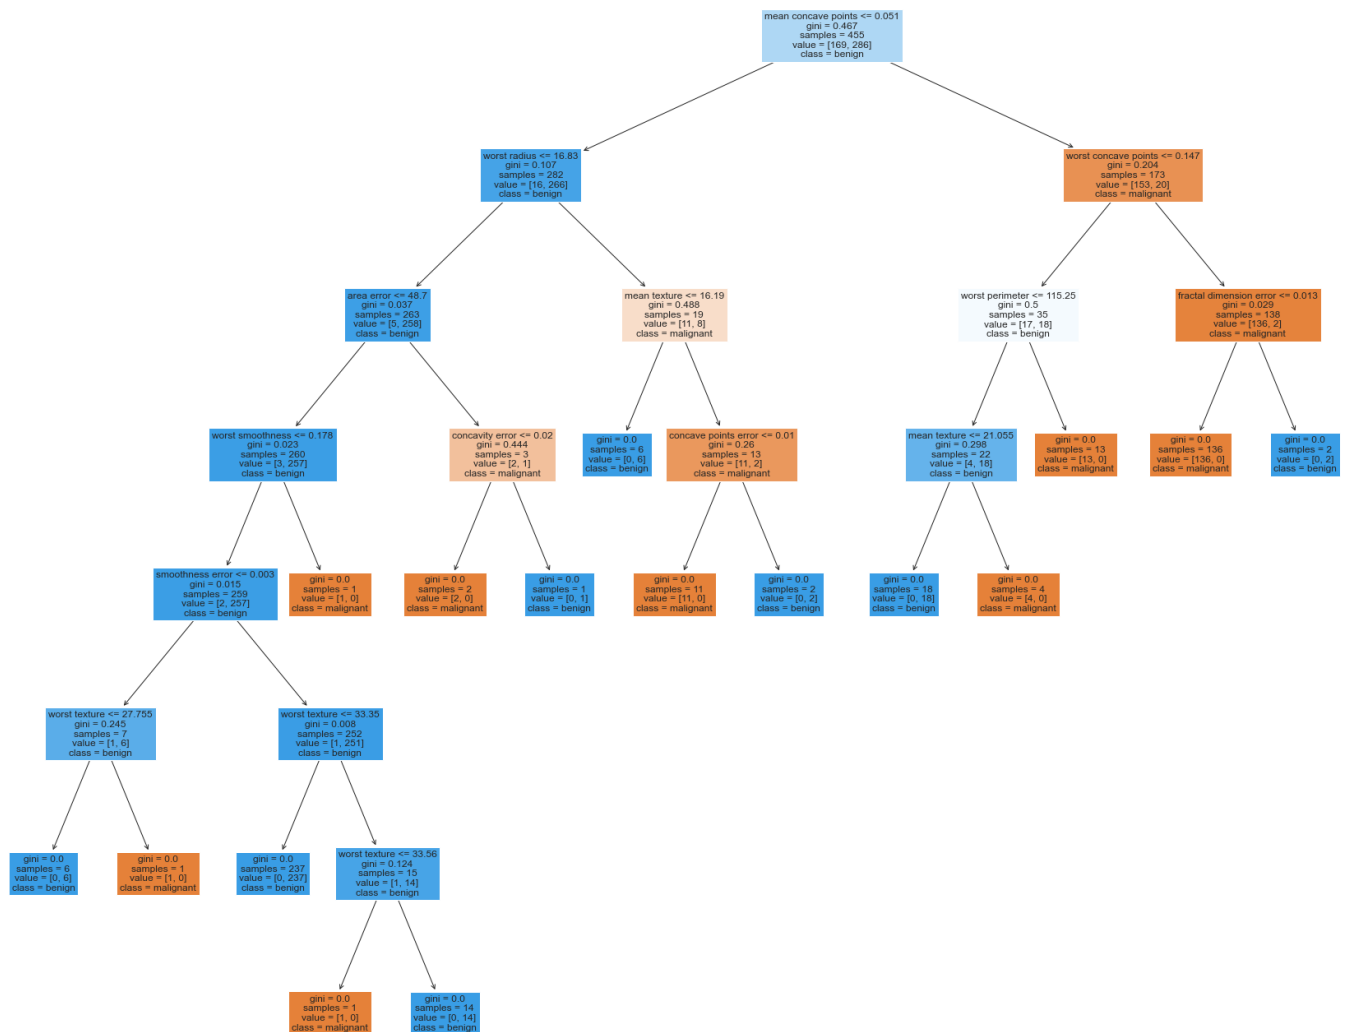 mean concave points <= 0.051
gini = 0.467
samples = 455
value = [169, 286]
class = benign
worst radius <= 16.83
gini = 0.107
samples = 282
value = [16, 266]
class = benign
worst concave points <= 0.147
gini = 0.204
samples = 173
value = [153, 20]
class = malignant
area error <= 48.7
gini = 0.037
samples = 263
value = [5, 258]
class = benign
mean texture <= 16.19
gini = 0.488
samples = 19
value = [11, 8]
class = malignant
worst perimeter <= 115.25
gini = 0.5
samples = 35
value = [17, 18]
class = benign
fractal dimension error <= 0.013
gini = 0.029
samples = 138
value = [136, 2]
class = malignant
worst smoothness <= 0.178
gini = 0.023
samples = 260
value = [3, 257]
class = benign
concavity error <= 0.02
gini = 0.444
samples = 3
value = [2, 1]
class = malignant
gini = 0.0
samples = 6
value = [0, 6]
class = benign
concave points error <= 0.01
gini = 0.26
samples = 13
value = [11, 2]
class = malignant
mean texture <= 21.055
gini = 0.298
samples = 22
value = [4, 18]
class = benign
gini = 0.0
samples = 13
value = [13, 0]
class = malignant
gini = 0.0
samples = 136
value = [136, 0]
class = malignant
gini = 0.0
samples = 2
value = [0, 2]
class = benign
smoothness error <= 0.003
gini = 0.015
samples = 259
value = [2, 257]
class = benign
gini = 0.0
samples = 1
value = [1, 0]
class = malignant
gini = 0.0
samples = 2
value = [2, 0]
class = malignant
gini = 0.0
samples = 1
value = [0, 1]
class = benign
gini = 0.0
samples = 11
value = [11, 0]
class = malignant
gini = 0.0
samples = 2
value = [0, 2]
class = benign
gini = 0.0
samples = 18
value = [0, 18]
class = benign
gini = 0.0
samples = 4
value = [4, 0]
class = malignant
worst texture <= 27.755
gini = 0.245
samples = 7
value = [1, 6]
class = benign
worst texture <= 33.35
gini = 0.008
samples = 252
value = [1, 251]
class = benign
gini = 0.0
samples = 6
value = [0, 6]
class = benign
gini = 0.0
samples = 1
value = [1, 0]
class = malignant
gini = 0.0
samples = 237
value = [0, 237]
class = benign
worst texture <= 33.56
gini = 0.124
samples = 15
value = [1, 14]
class = benign
gini = 0.0
samples = 1
value = [1, 0]
class = malignant
gini = 0.0
samples = 14
value = [0, 14]
class = benign